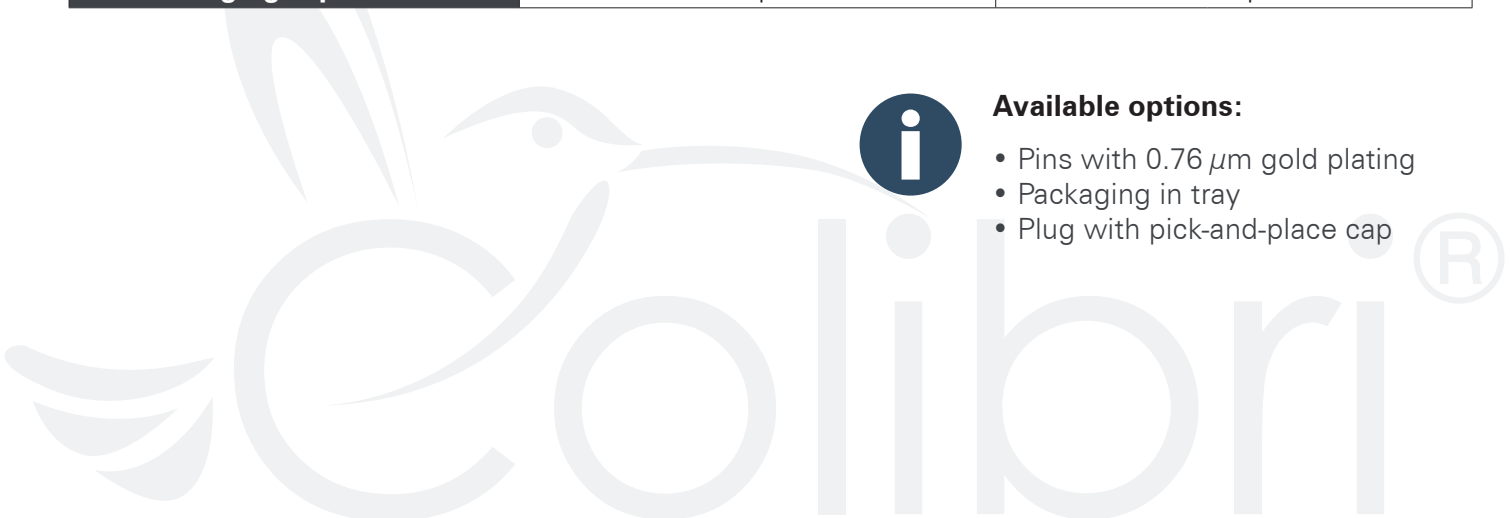 Available options:
• Pins with 0.76 μm gold plating
• Packaging in tray
• Plug with pick-and-place cap
Colibri®